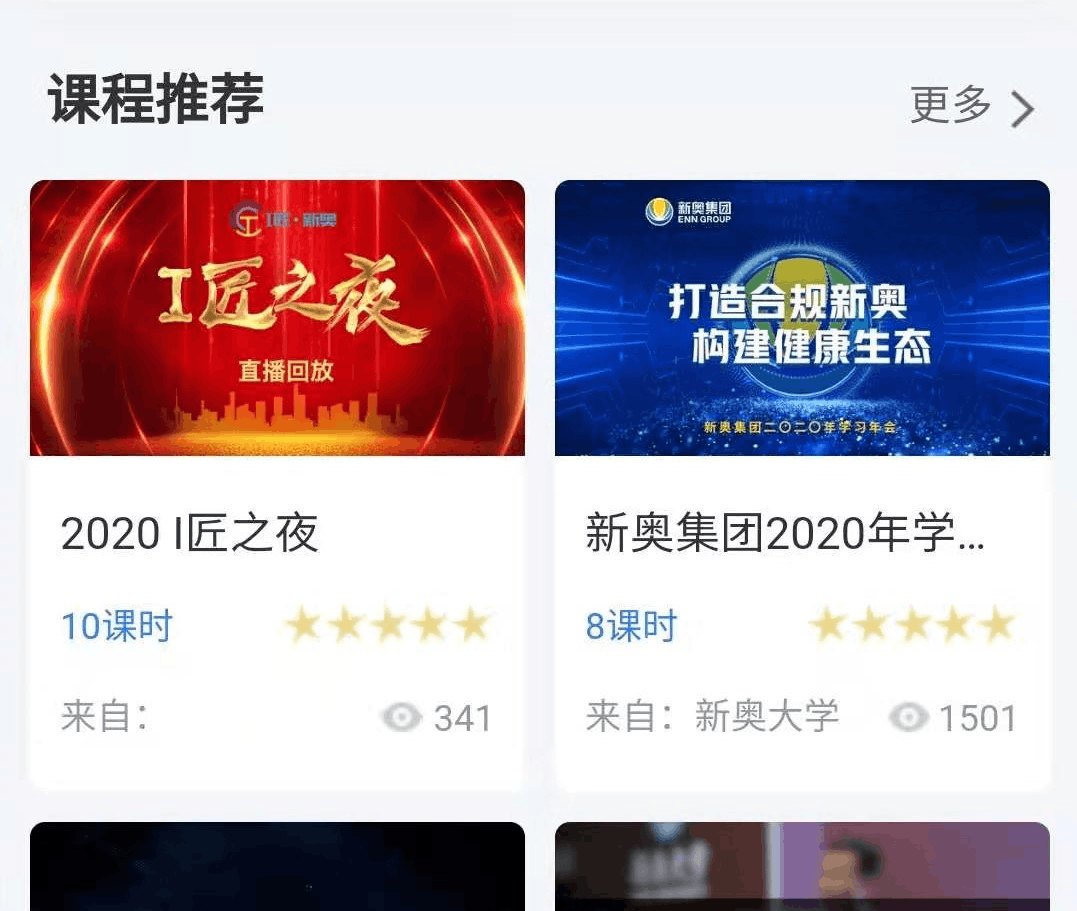 课程推荐
更多
I匠·新奥
I匠之夜
直播回放
新奥集团
ENN GROUP
打造合规新奥
构建健康生态
新奥集团二〇二〇年学习年会
2020 I匠之夜
新奥集团2020年学...
10课时
8课时
来自：
341
来自：新奥大学
1501